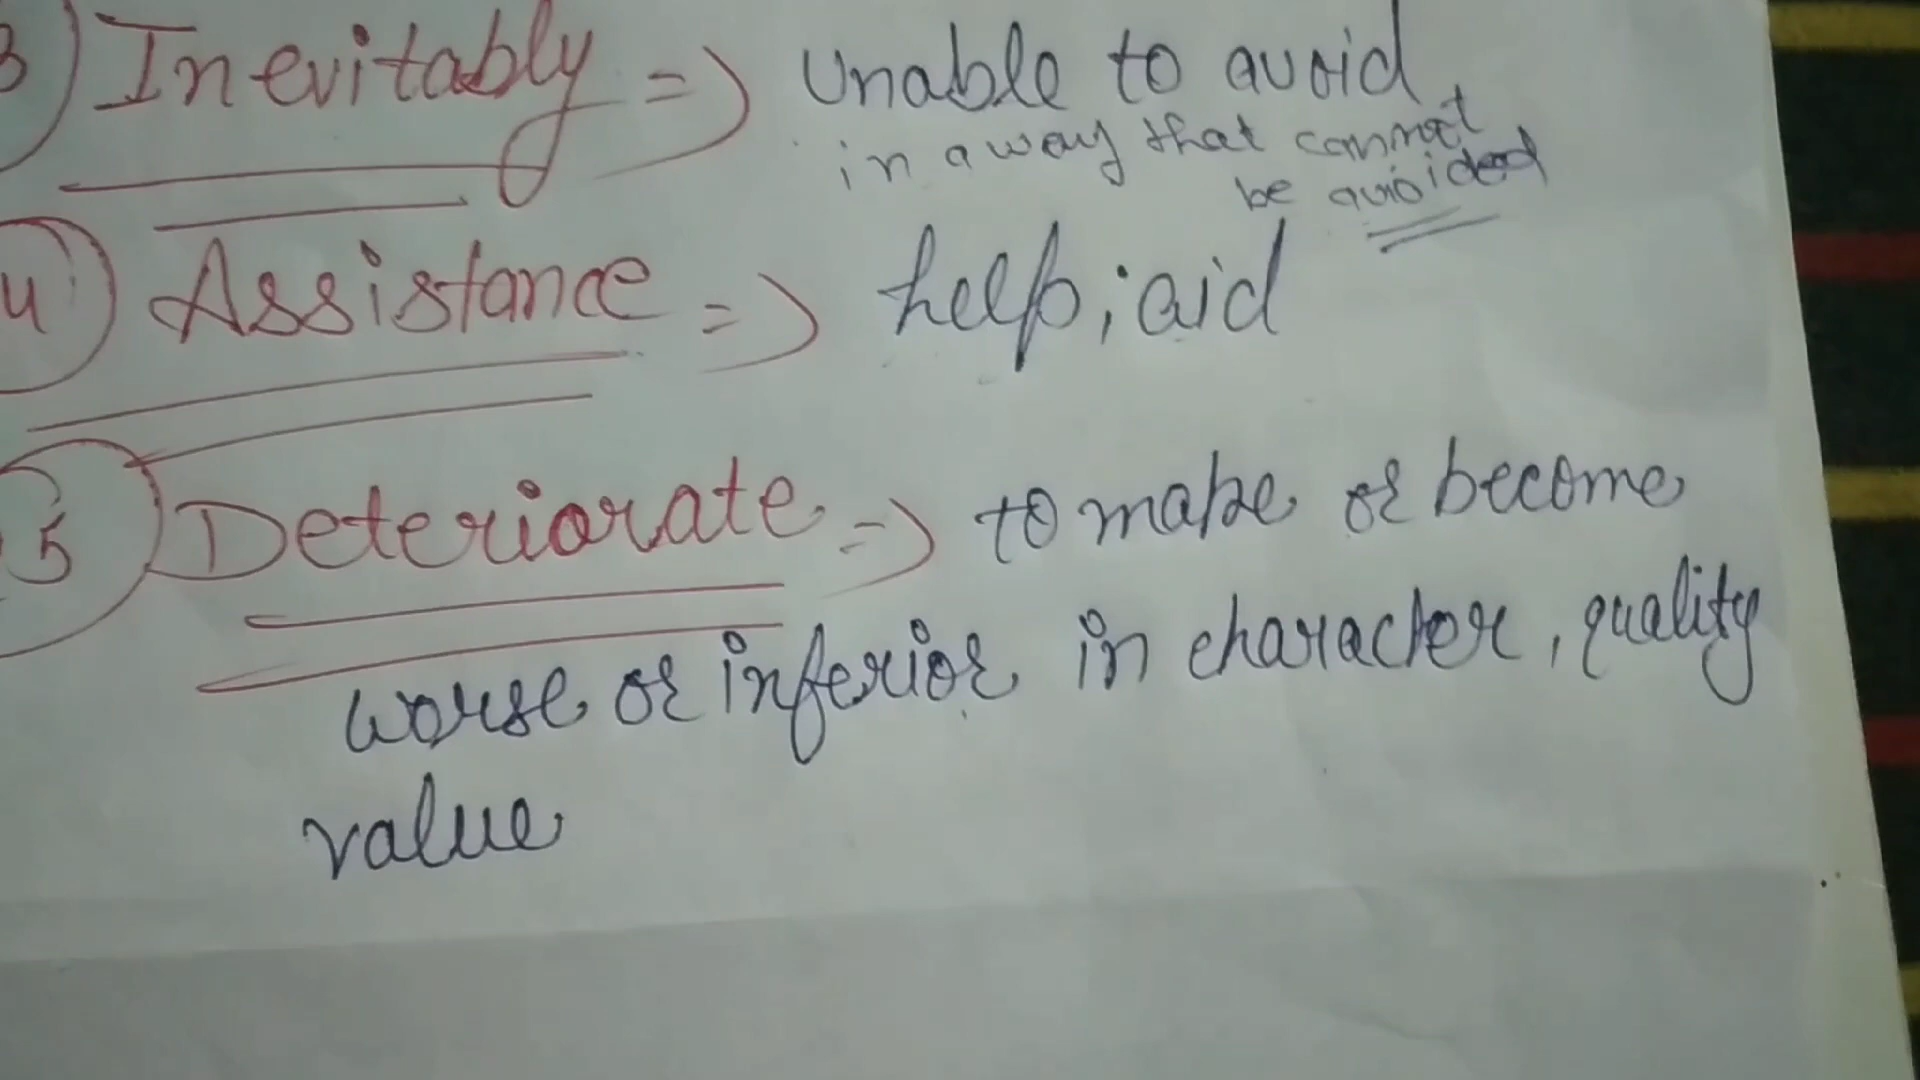 3) Inevitably => Unable to avoid
in a way that cannot
be avoided
4) Assistance => help, aid
5) Deteriorate => to make or become
worse or inferior in character, quality
value